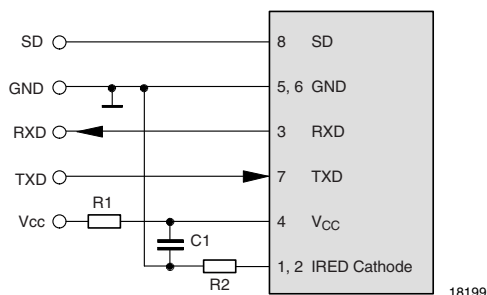 SD 8 SD
GND 5, 6 GND
RXD 3 RXD
TXD 7 TXD
Vcc R1 4 VCC
C1
R2 1, 2 IRED Cathode
18199